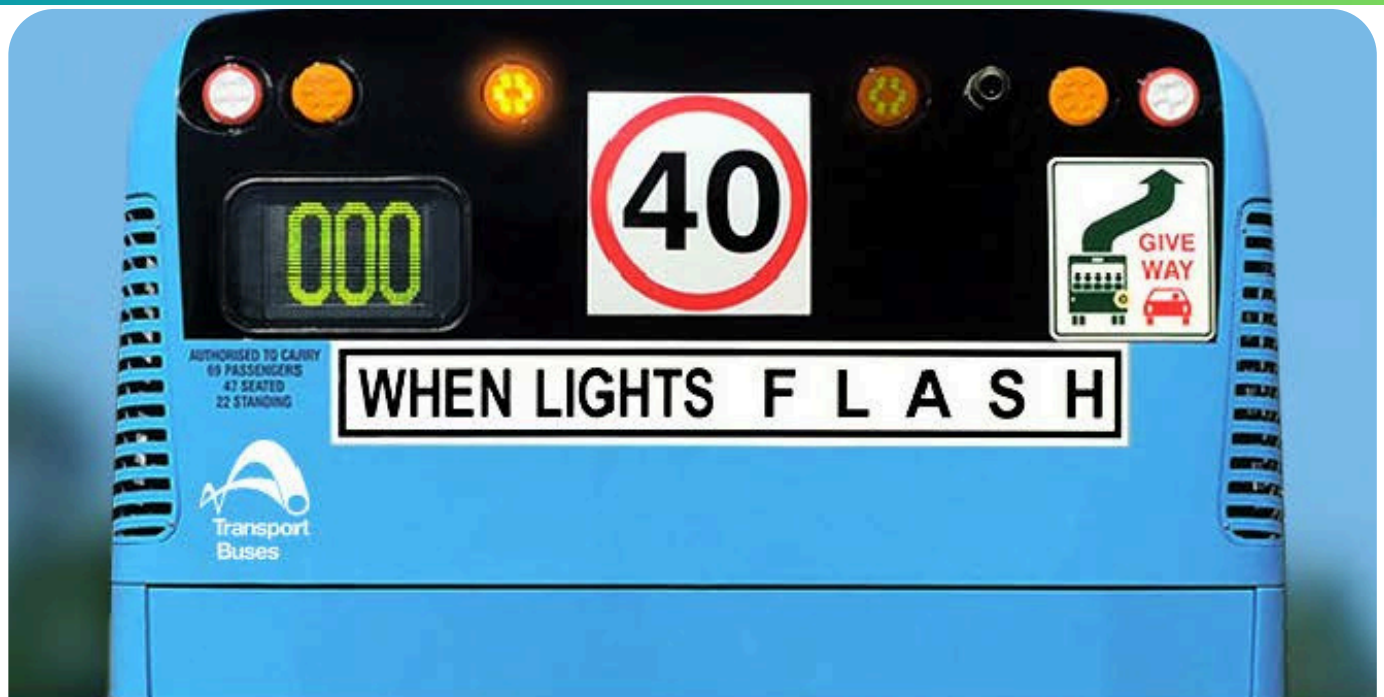 40
000
GIVE
WAY
AUTHORISED TO CARRY
69 PASSENGERS
47 SEATED
22 STANDING
WHEN LIGHTS F L A S H
Transport
Buses